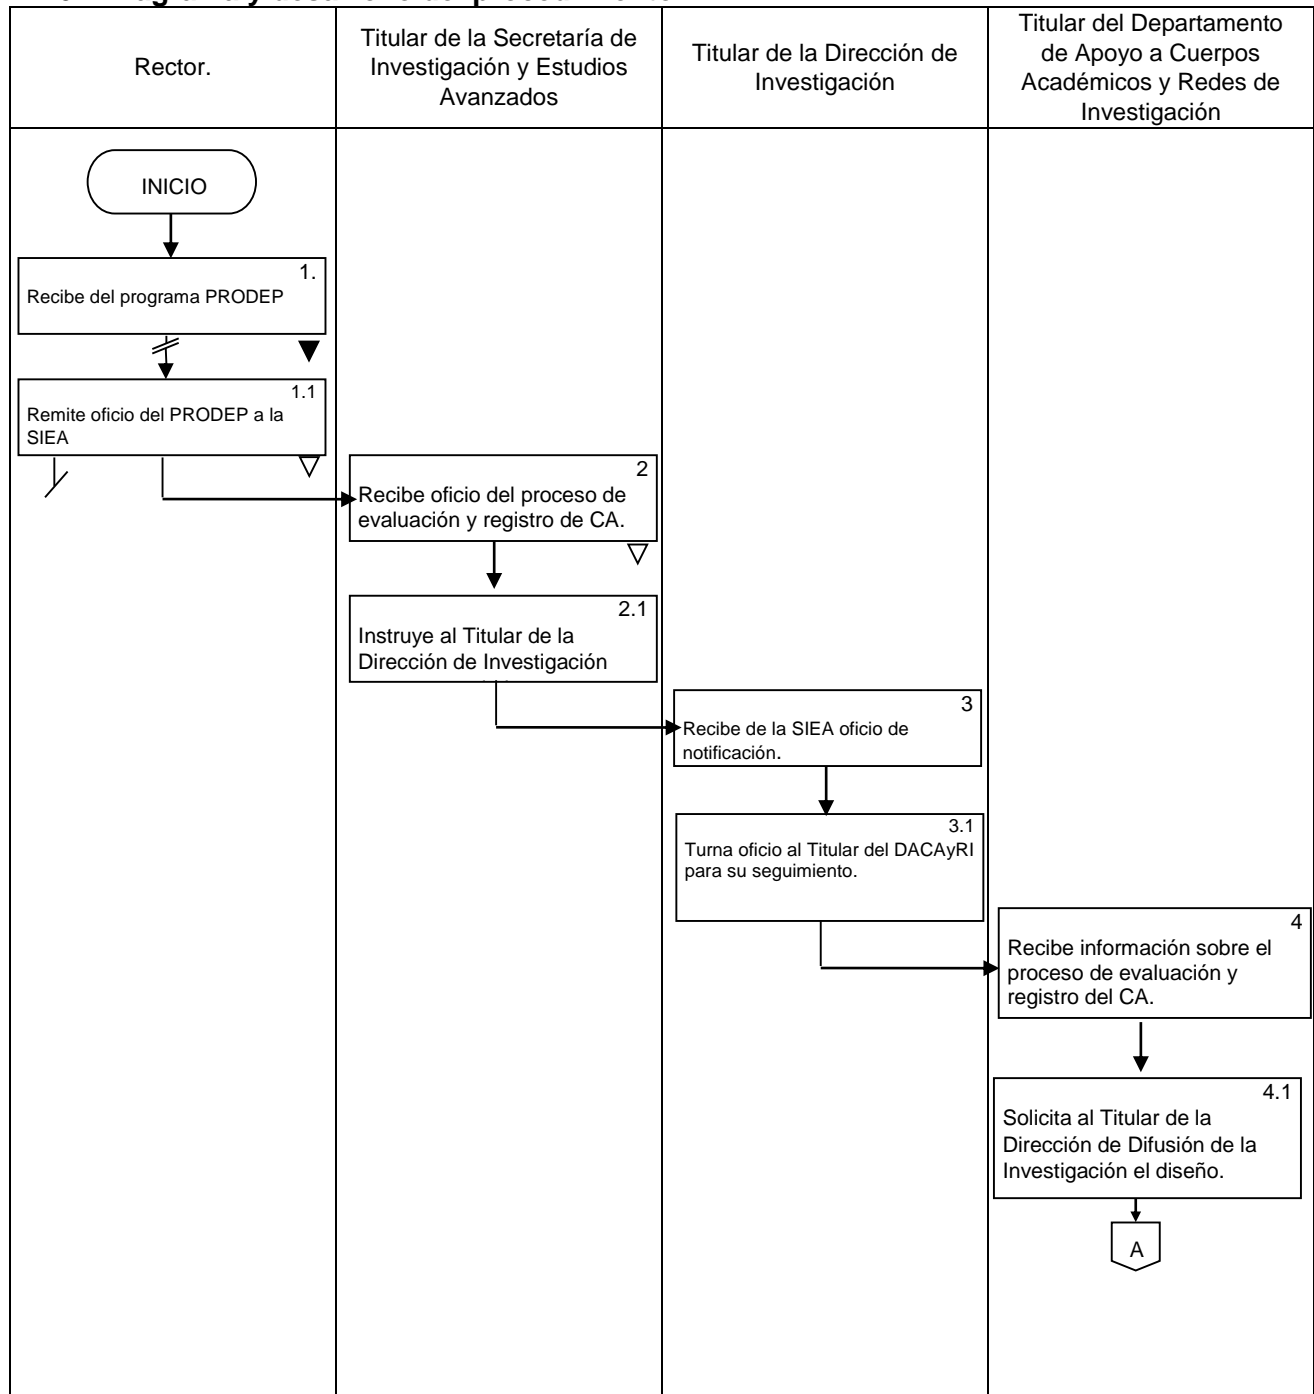 Rector.
Titular de la Secretaría de
Investigación y Estudios
Avanzados
Titular de la Dirección de
Investigación
Titular del Departamento
de Apoyo a Cuerpos
Académicos y Redes de
Investigación
INICIO
1.
Recibe del programa PRODEP
1.1
Remite oficio del PRODEP a la
SIEA
2
Recibe oficio del proceso de
evaluación y registro de CA.
2.1
Instruye al Titular de la
Dirección de Investigación
3
Recibe de la SIEA oficio de
notificación.
3.1
Turna oficio al Titular del DACAyRI
para su seguimiento.
4
Recibe información sobre el
proceso de evaluación y
registro del CA.
4.1
Solicita al Titular de la
Dirección de Difusión de la
Investigación el diseño.
A